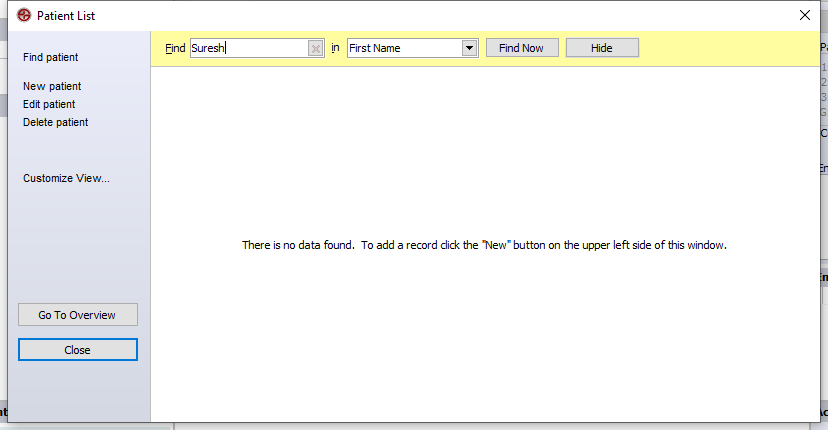 Patient List
Find patient
New patient
Edit patient
Delete patient
Customize View...
Go To Overview
Close
Find Suresh in First Name Find Now Hide
There is no data found. To add a record click the "New" button on the upper left side of this window.